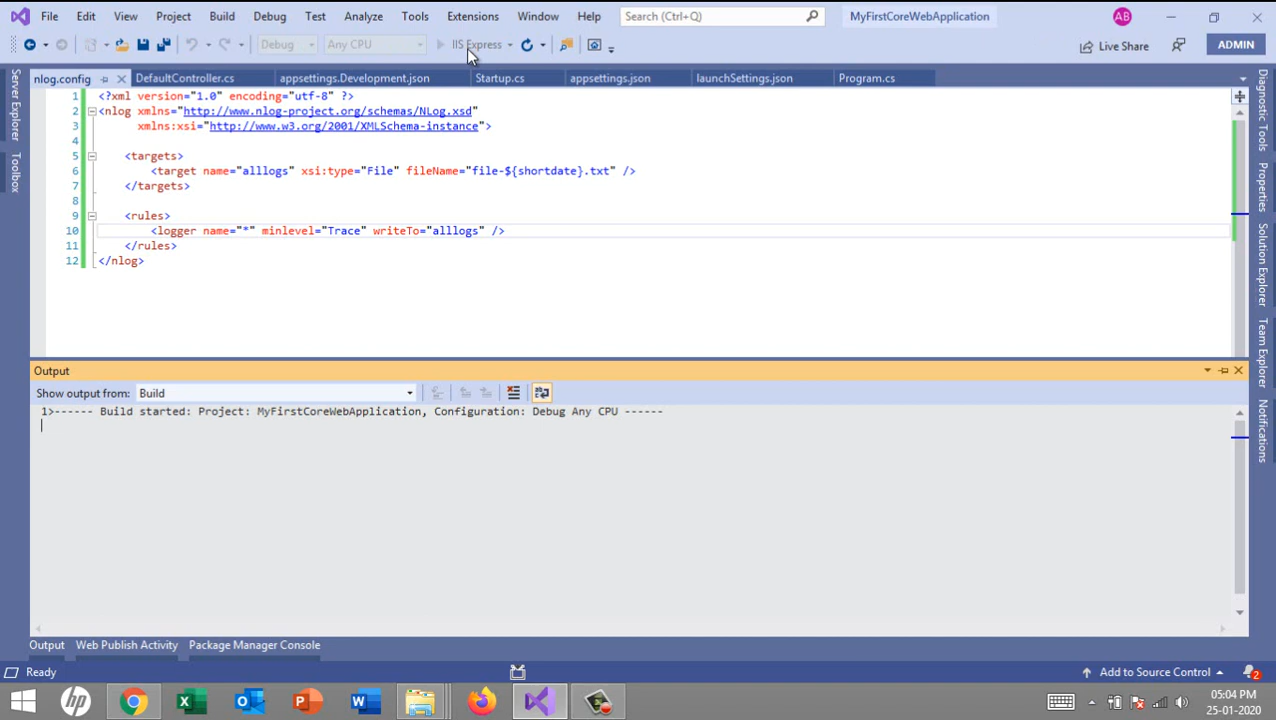 File Edit View Project Build Debug Test Analyze Tools Extensions Window Help Search (Ctrl+Q) MyFirstCoreWebApplication AB
Debug Any CPU IIS Express Live Share ADMIN
nlog.config DefaultController.cs appsettings.Development.json Startup.cs appsettings.json launchSettings.json Program.cs
1 <?xml version="1.0" encoding="utf-8" ?>
2 <nlog xmlns="http://www.nlog-project.org/schemas/NLog.xsd"
3 xmlns:xsi="http://www.w3.org/2001/XMLSchema-instance">
4
5 <targets>
6 <target name="alllogs" xsi:type="File" fileName="file-${shortdate}.txt" />
7 </targets>
8
9 <rules>
10 <logger name="*" minlevel="Trace" writeTo="alllogs" />
11 </rules>
12 </nlog>
Server Explorer
Toolbox
Diagnostic Tools
Properties
Solution Explorer
Team Explorer
Notifications
Output
Show output from: Build
1>------ Build started: Project: MyFirstCoreWebApplication, Configuration: Debug Any CPU ------
Output Web Publish Activity Package Manager Console
Ready Add to Source Control 2
05:04 PM
25-01-2020